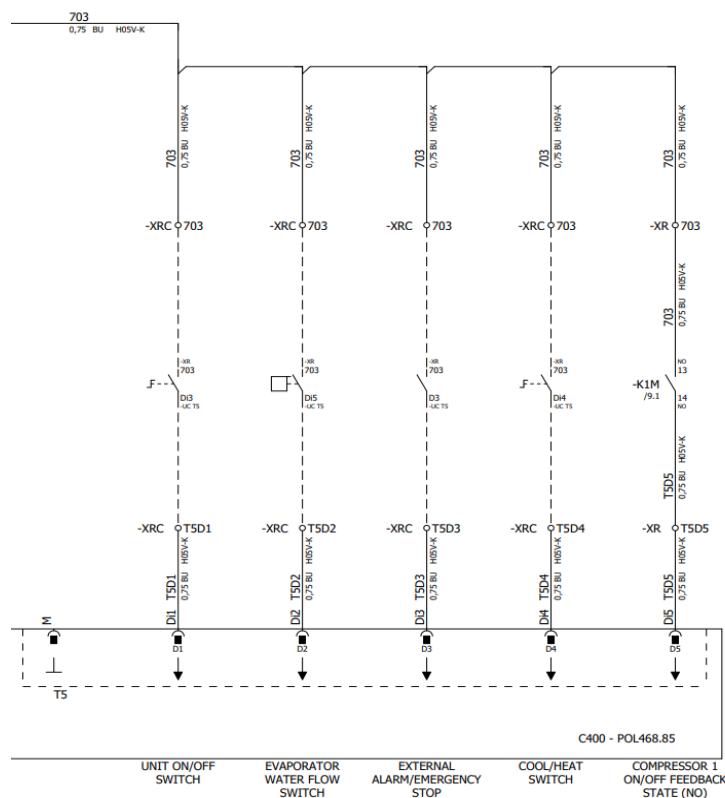 703
0,75 BU H05V-K
703
0,75 BU H05V-K
703
0,75 BU H05V-K
703
0,75 BU H05V-K
703
0,75 BU H05V-K
703
0,75 BU H05V-K
-XRC 703
-XRC 703
-XRC 703
-XRC 703
-XR 703
703
0,75 BU H05V-K
-XR
703
Di3
-UC T5
-XR
703
Di5
-UC T5
-XR
703
D3
-UC T5
-XR
703
Di4
-UC T5
NO
13
-K1M
/9.1
14
NO
T5D5
0,75 BU H05V-K
-XRC T5D1
-XRC T5D2
-XRC T5D3
-XRC T5D4
-XR T5D5
T5D1
0,75 BU H05V-K
T5D2
0,75 BU H05V-K
T5D3
0,75 BU H05V-K
T5D4
0,75 BU H05V-K
T5D5
0,75 BU H05V-K
M
Di1
Di2
Di3
Di4
Di5
D1
D2
D3
D4
D5
T5
C400 - POL468.85
UNIT ON/OFF
SWITCH
EVAPORATOR
WATER FLOW
SWITCH
EXTERNAL
ALARM/EMERGENCY
STOP
COOL/HEAT
SWITCH
COMPRESSOR 1
ON/OFF FEEDBACK
STATE (NO)